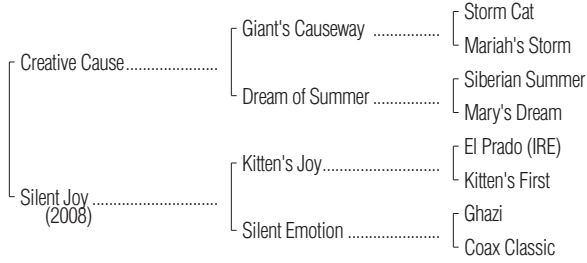 Storm Cat
Giant's Causeway ................
Mariah's Storm
Creative Cause......................
Siberian Summer
Dream of Summer ................
Mary's Dream
El Prado (IRE)
Kitten's Joy............................
Kitten's First
Silent Joy ..............................
(2008)
Ghazi
Silent Emotion ......................
Coax Classic